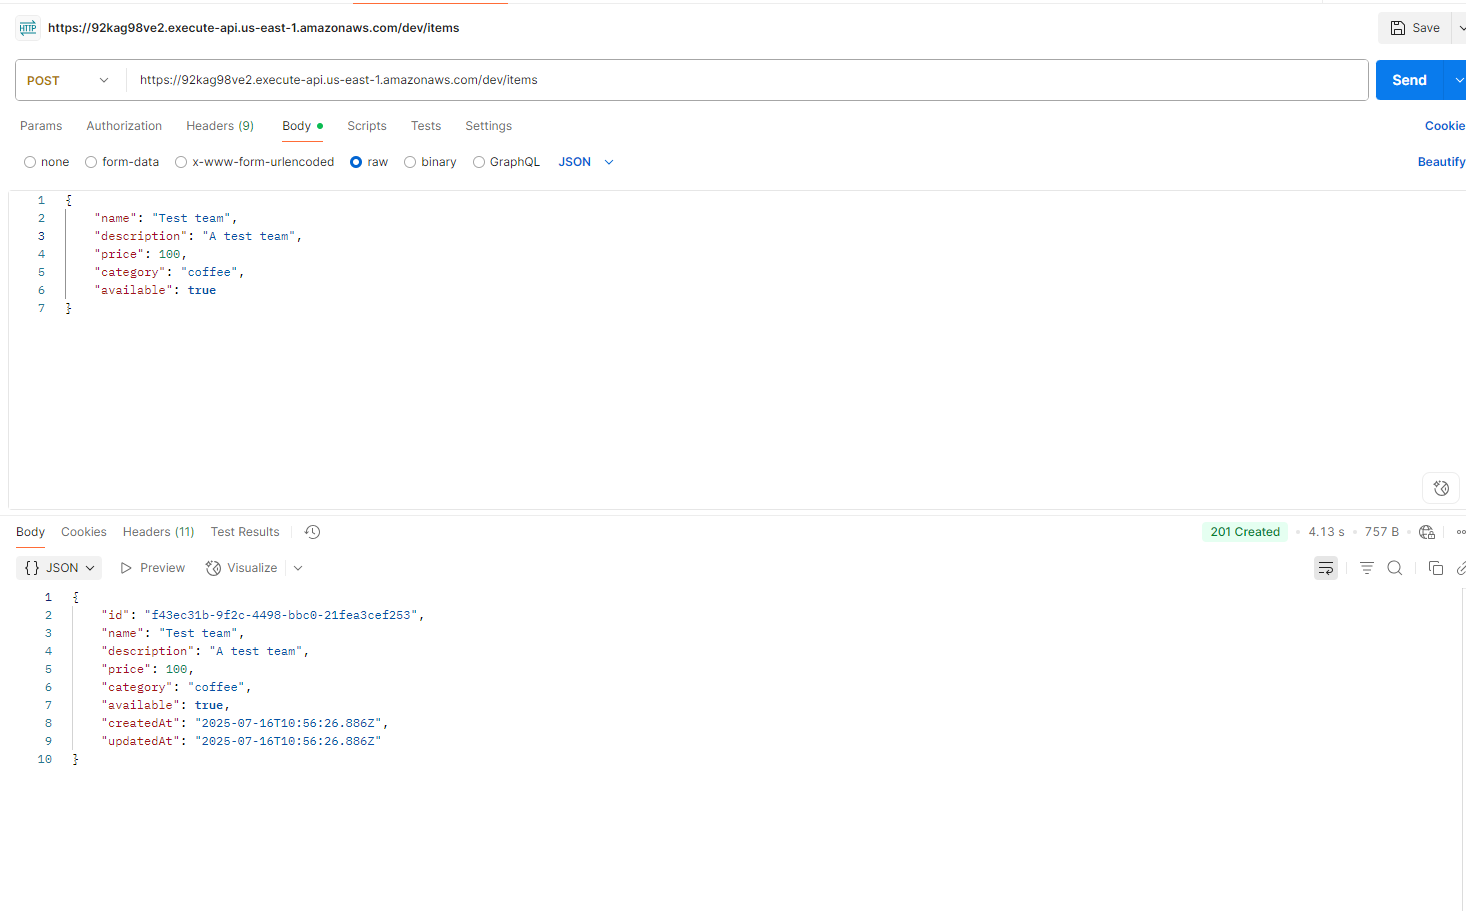 HTTP https://92kag98ve2.execute-api.us-east-1.amazonaws.com/dev/items Save
POST https://92kag98ve2.execute-api.us-east-1.amazonaws.com/dev/items Send
Params Authorization Headers (9) Body Scripts Tests Settings Cookie
none form-data x-www-form-urlencoded raw binary GraphQL JSON Beautify
1 {
2 "name": "Test team",
3 "description": "A test team",
4 "price": 100,
5 "category": "coffee",
6 "available": true
7 }
Body Cookies Headers (11) Test Results 201 Created • 4.13 s • 757 B •
{} JSON Preview Visualize
1 {
2 "id": "f43ec31b-9f2c-4498-bbc0-21fea3cef253",
3 "name": "Test team",
4 "description": "A test team",
5 "price": 100,
6 "category": "coffee",
7 "available": true,
8 "createdAt": "2025-07-16T10:56:26.886Z",
9 "updatedAt": "2025-07-16T10:56:26.886Z"
10 }